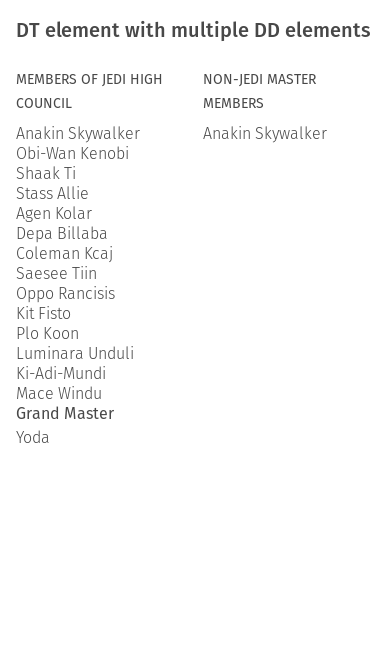 DT element with multiple DD elements
MEMBERS OF JEDI HIGH
COUNCIL
Anakin Skywalker
Obi-Wan Kenobi
Shaak Ti
Stass Allie
Agen Kolar
Depa Billaba
Coleman Kcaj
Saesee Tiin
Oppo Rancisis
Kit Fisto
Plo Koon
Luminara Unduli
Ki-Adi-Mundi
Mace Windu
Grand Master
Yoda
NON-JEDI MASTER
MEMBERS
Anakin Skywalker